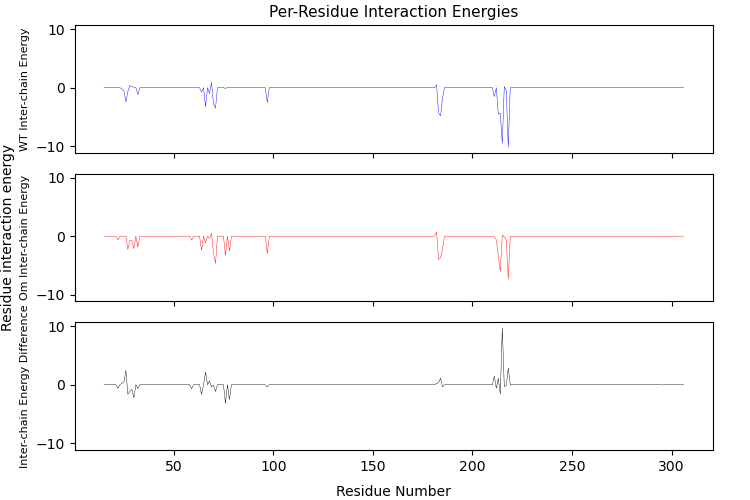 Per-Residue Interaction Energies
Residue interaction energy
WT Inter-chain Energy
10
0
−10
Om Inter-chain Energy
10
0
−10
Inter-chain Energy Difference
10
0
−10
50
100
150
200
250
300
Residue Number